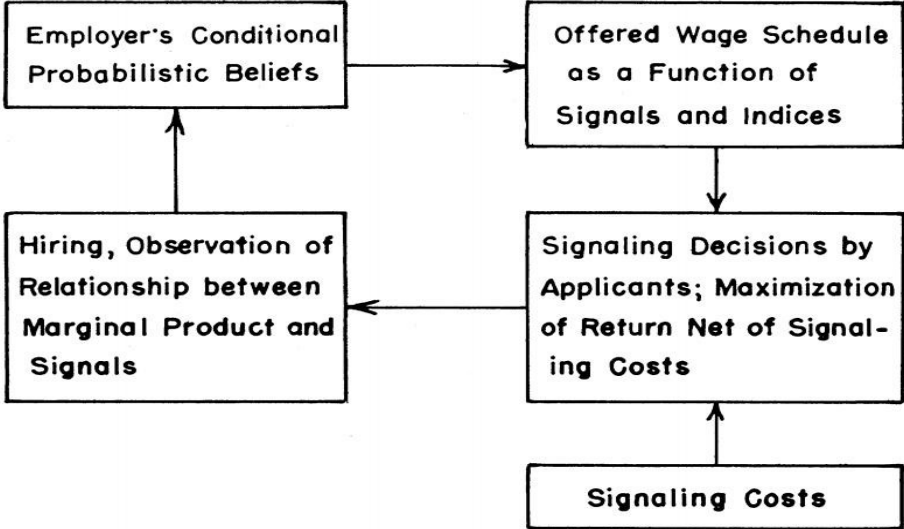 Employer's Conditional
Probabilistic Beliefs
Offered Wage Schedule
as a Function of
Signals and Indices
Hiring, Observation of
Relationship between
Marginal Product and
Signals
Signaling Decisions by
Applicants; Maximization
of Return Net of Signal-
ing Costs
Signaling Costs